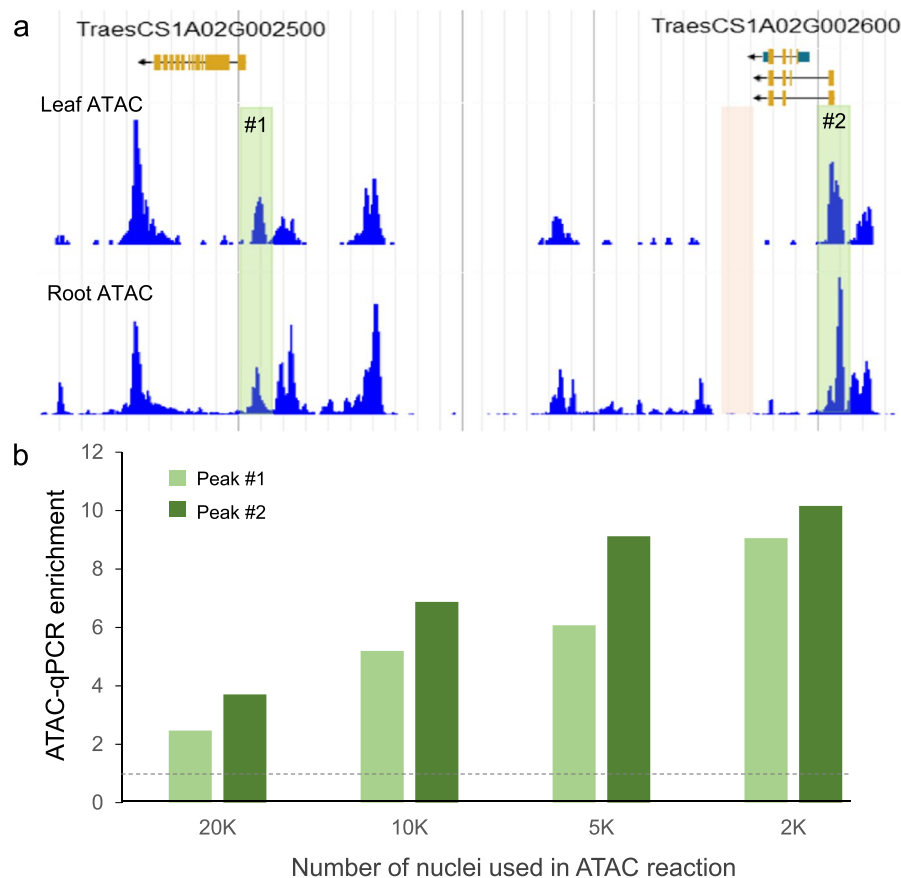 a
TraesCS1A02G002500
TraesCS1A02G002600
Leaf ATAC
#1
#2
Root ATAC
b
12
10
8
6
4
2
0
ATAC-qPCR enrichment
Peak #1
Peak #2
20K
10K
5K
2K
Number of nuclei used in ATAC reaction